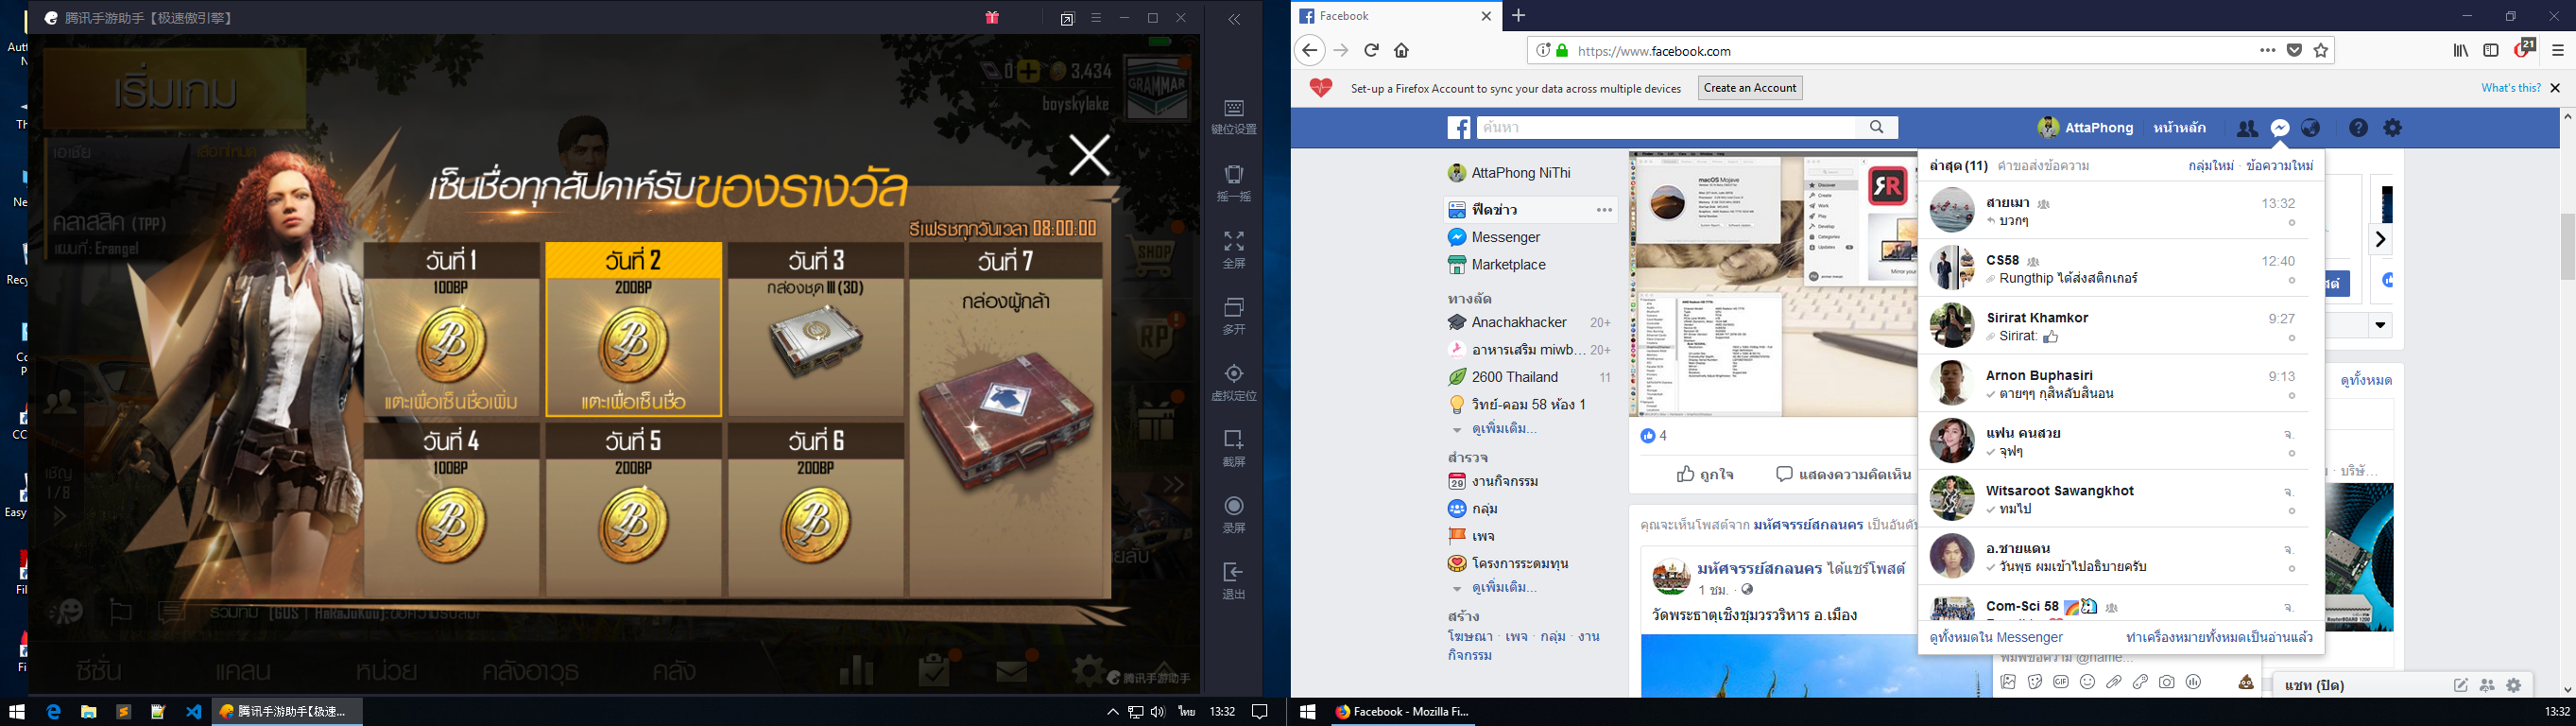 腾讯手游助手【极速傲引擎】
เริ่มเกม
0
3,434
GRAMMAR
boyskylake
เอเชีย
คลาสสิค (TPP)
แผนที่: Erangel
เซ็นชื่อทุกสัปดาห์รับของรางวัล
รีเฟรชทุกวันเวลา 08:00:00
วันที่ 1
100BP
แตะเพื่อเซ็นชื่อเพิ่ม
วันที่ 2
200BP
แตะเพื่อเซ็นชื่อ
วันที่ 3
กล่องชุด III (3D)
วันที่ 7
กล่องผู้กล้า
วันที่ 4
100BP
วันที่ 5
200BP
วันที่ 6
200BP
SHOP
RP
เชิญ
1/8
ซีซั่น
แคลน
หน่วย
คลังอาวุธ
คลัง
腾讯手游助手
键位设置
摇一摇
全屏
多开
虚拟定位
截屏
录屏
退出
腾讯手游助手【极速...
ไทย
13:32
Facebook
https://www.facebook.com
21
Set-up a Firefox Account to sync your data across multiple devices
Create an Account
What's this?
ค้นหา
AttaPhong
หน้าหลัก
AttaPhong NiThi
ฟีดข่าว
Messenger
Marketplace
ทางลัด
Anachakhacker 20+
อาหารเสริม miwb... 20+
2600 Thailand 11
วิทย์-คอม 58 ห้อง 1
ดูเพิ่มเติม...
สำรวจ
งานกิจกรรม
กลุ่ม
เพจ
โครงการระดมทุน
ดูเพิ่มเติม...
สร้าง
โฆษณา · เพจ · กลุ่ม · งานกิจกรรม
macOS Mojave
4
ถูกใจ
แสดงความคิดเห็น
คุณจะเห็นโพสต์จาก มหัศจรรย์สกลนคร เป็นอันดับ
มหัศจรรย์สกลนคร ได้แชร์โพสต์
1 ชม. ·
วัดพระธาตุเชิงชุมวรวิหาร อ.เมือง
ล่าสุด (11)
คำขอส่งข้อความ
กลุ่มใหม่ · ข้อความใหม่
สายเมา
13:32
บวกๆ
CS58
12:40
Rungthip ได้ส่งสติกเกอร์
Sirirat Khamkor
9:27
Sirirat:
Arnon Buphasiri
9:13
ตายๆๆ กูสิหลับสินอน
แฟน คนสวย
จ.
จุฟๆ
Witsaroot Sawangkhot
จ.
ทมไป
อ.ชายแดน
จ.
วันพุธ ผมเข้าไปอธิบายครับ
Com-Sci 58
จ.
ดูทั้งหมดใน Messenger
ทำเครื่องหมายทั้งหมดเป็นอ่านแล้ว
พิมพ์ข้อความ @name...
ดูทั้งหมด
· บริษั...
แชท (ปิด)
Facebook - Mozilla Fi...
13:32